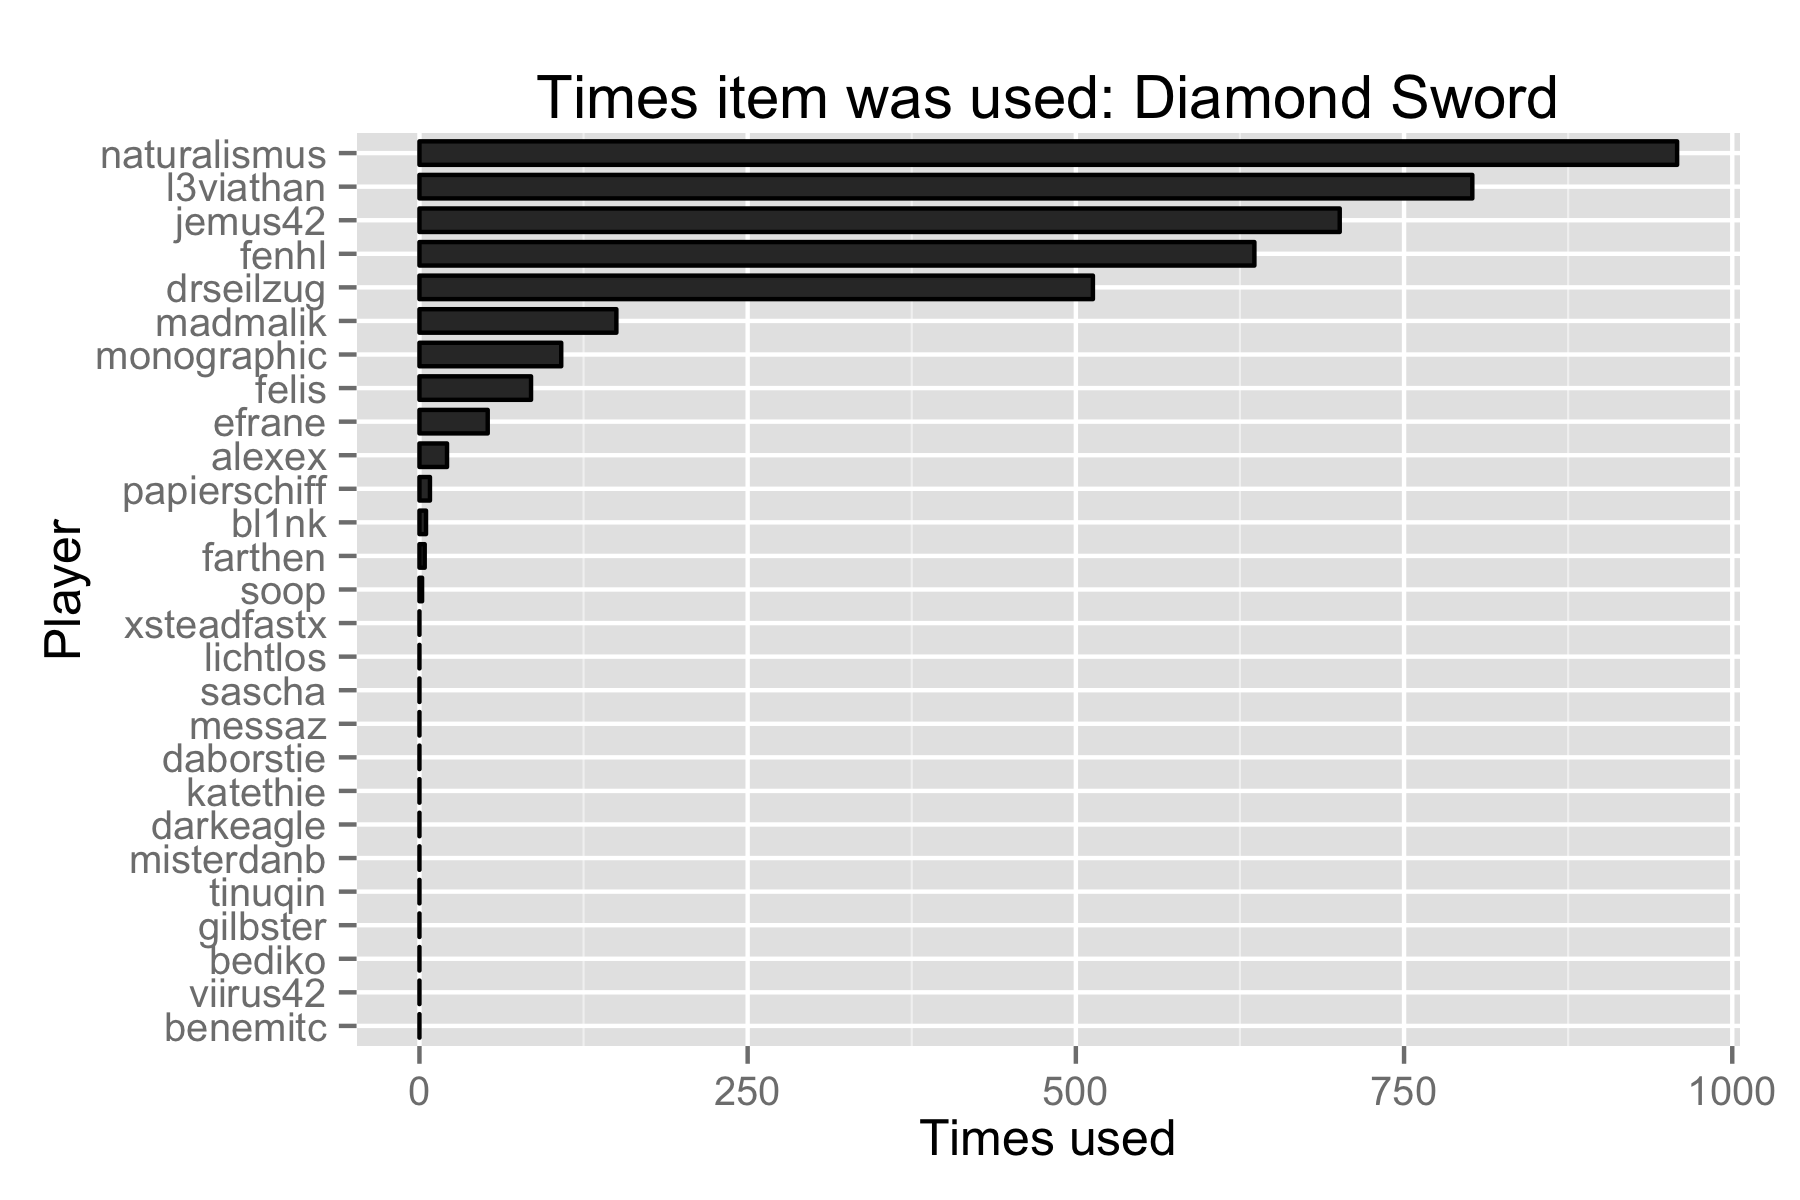 Times item was used: Diamond Sword
naturalismus
l3viathan
jemus42
fenhl
drseilzug
madmalik
monographic
felis
efrane
alexex
papierschiff
bl1nk
farthen
soop
xsteadfastx
lichtlos
sascha
messaz
daborstie
katethie
darkeagle
misterdanb
tinuqin
gilbster
bediko
viirus42
benemitc
Player
0 250 500 750 1000
Times used